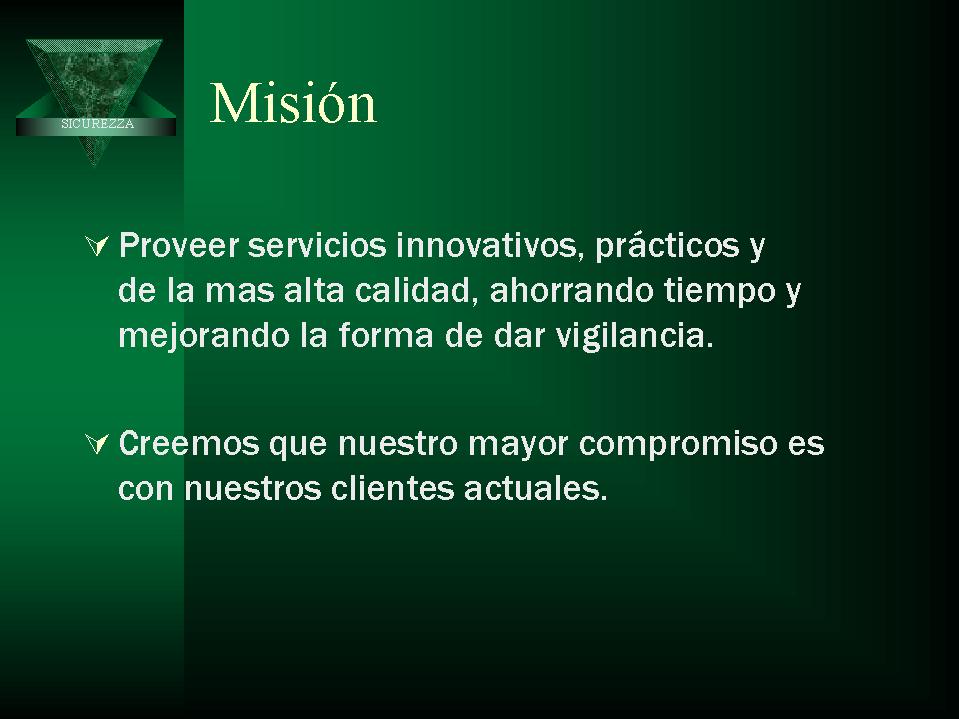 SICUREZZA
Misión
Proveer servicios innovativos, prácticos y
de la mas alta calidad, ahorrando tiempo y
mejorando la forma de dar vigilancia.
Creemos que nuestro mayor compromiso es
con nuestros clientes actuales.